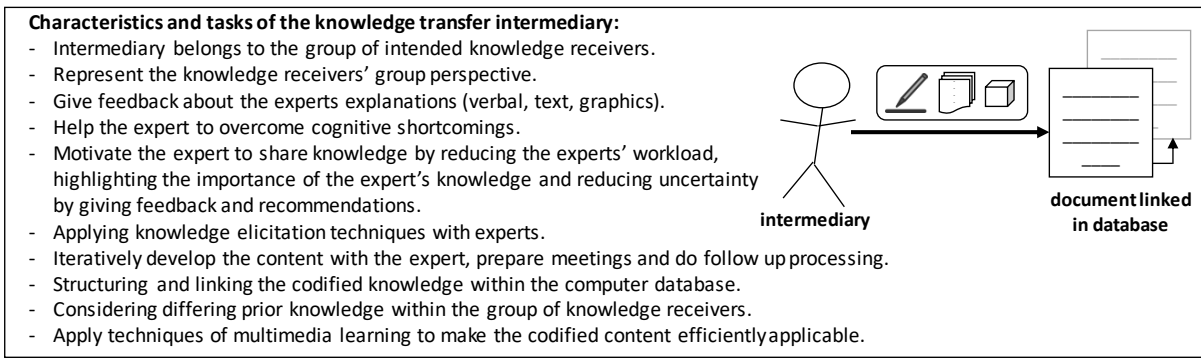 Characteristics and tasks of the knowledge transfer intermediary:
- Intermediary belongs to the group of intended knowledge receivers.
- Represent the knowledge receivers' group perspective.
- Give feedback about the experts explanations (verbal, text, graphics).
- Help the expert to overcome cognitive shortcomings.
- Motivate the expert to share knowledge by reducing the experts' workload,
highlighting the importance of the expert's knowledge and reducing uncertainty
by giving feedback and recommendations.
- Applying knowledge elicitation techniques with experts.
- Iteratively develop the content with the expert, prepare meetings and do follow up processing.
- Structuring and linking the codified knowledge within the computer database.
- Considering differing prior knowledge within the group of knowledge receivers.
- Apply techniques of multimedia learning to make the codified content efficiently applicable.
intermediary
document linked
in database